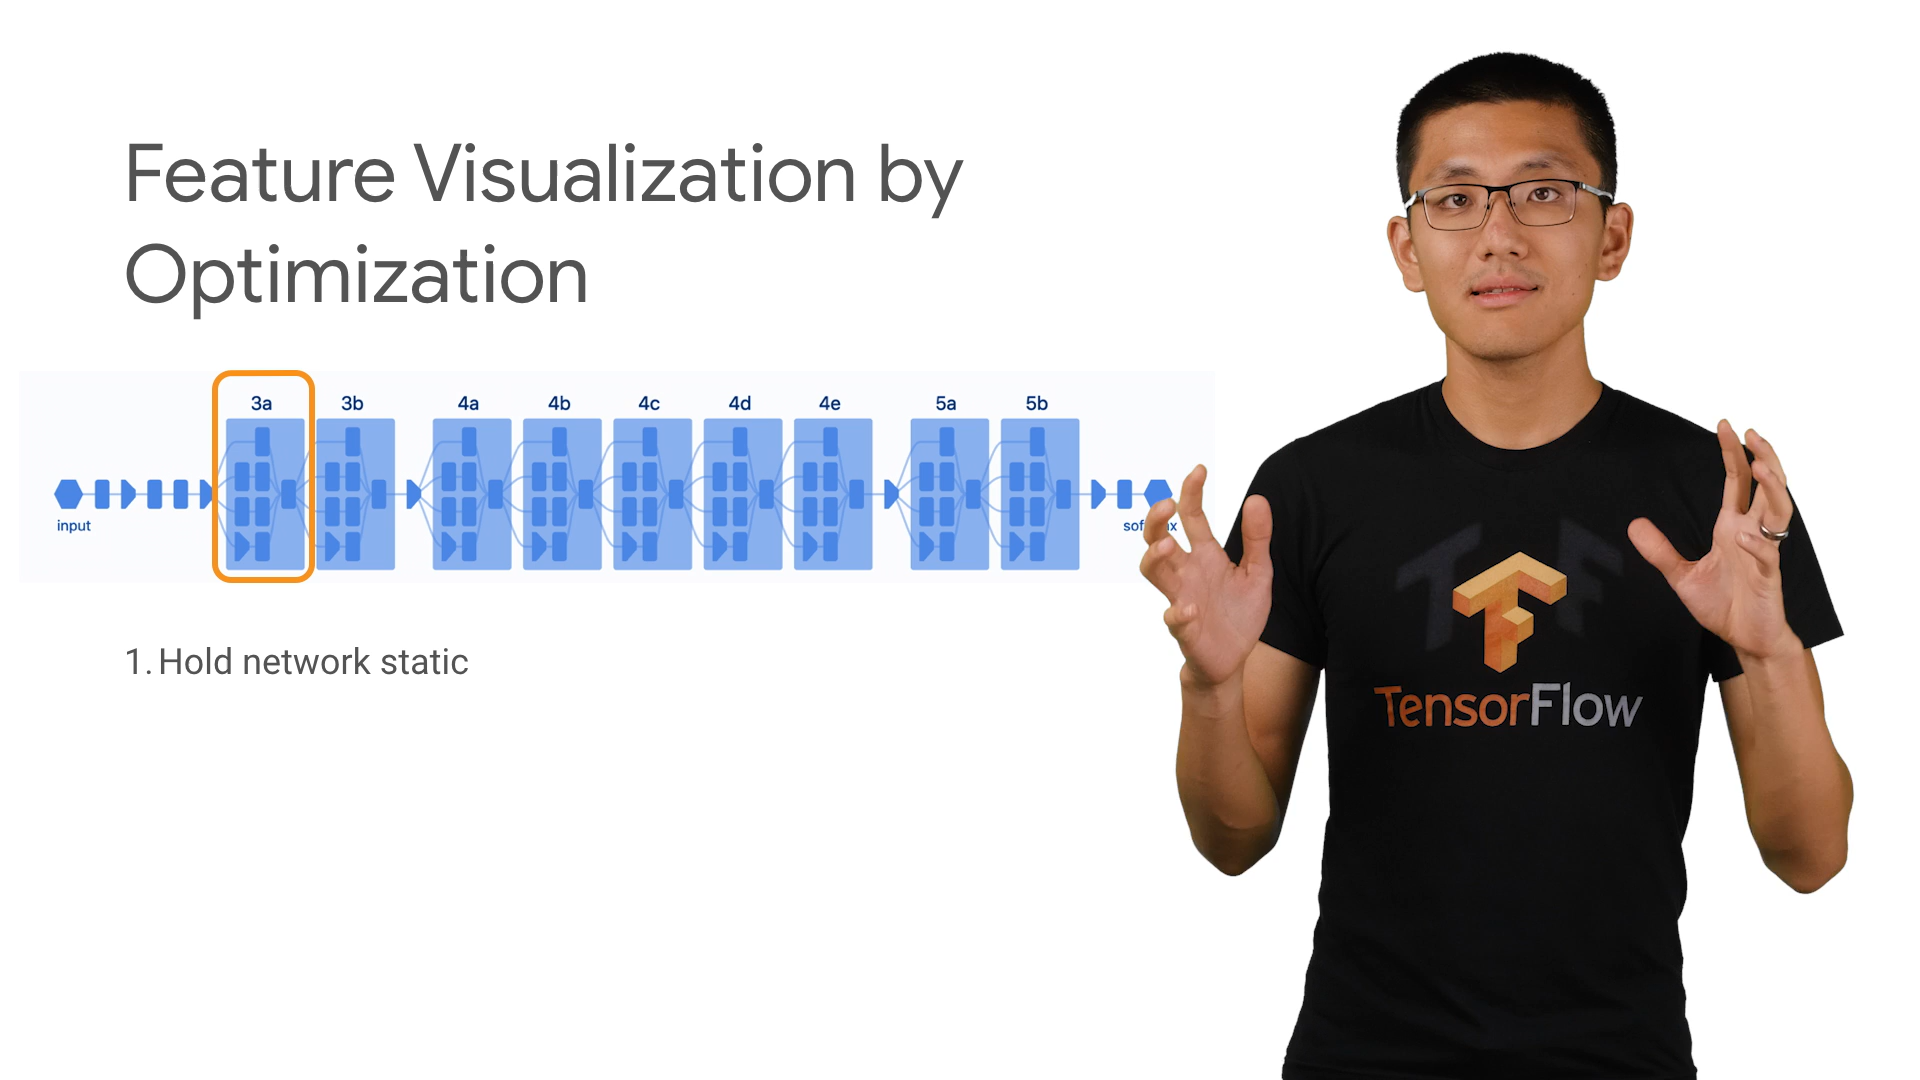 Feature Visualization by
Optimization
3a 3b 4a 4b 4c 4d 4e 5a 5b
input
1. Hold network static
TensorFlow